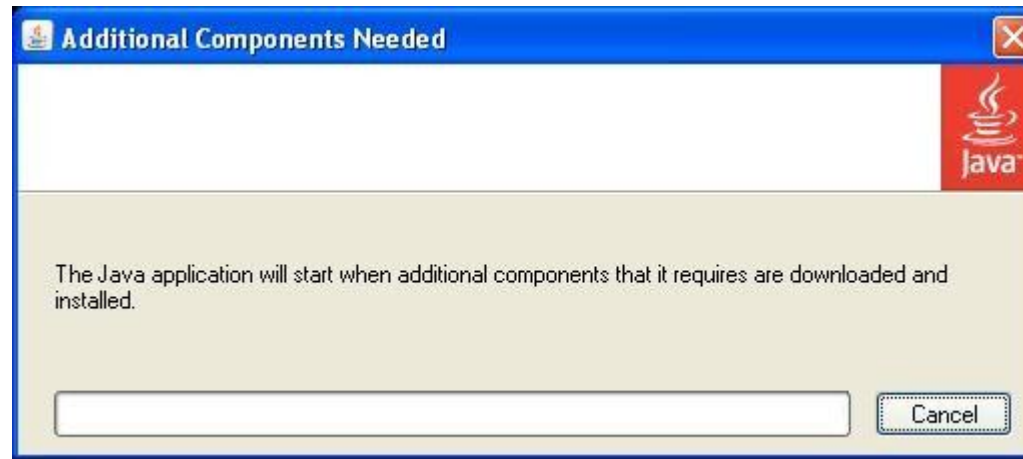 Additional Components Needed
Java
The Java application will start when additional components that it requires are downloaded and
installed.
Cancel